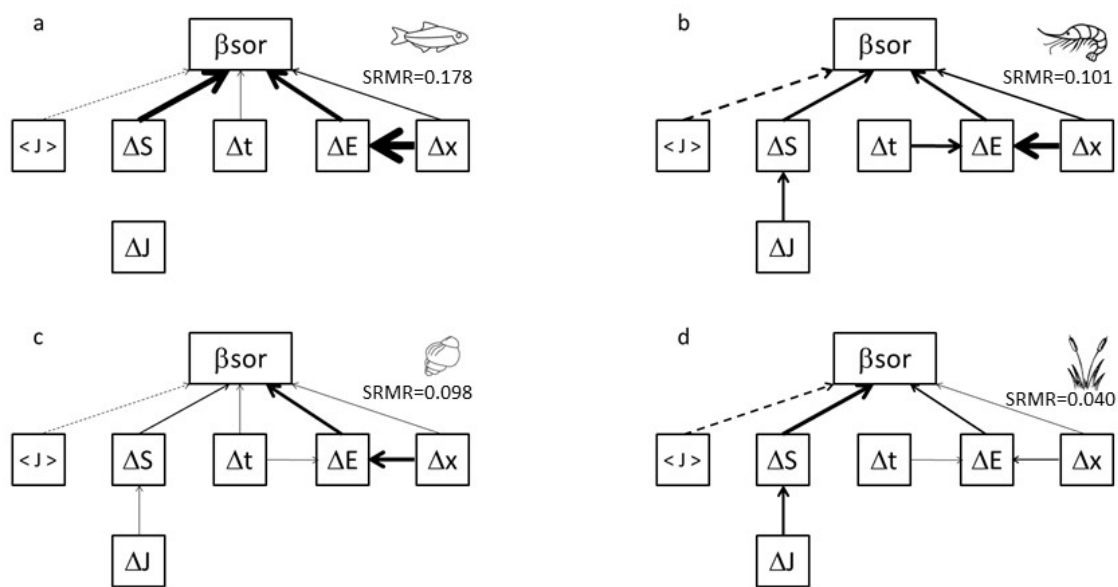 a
βsor
SRMR=0.178
< J >
ΔS
Δt
ΔE
Δx
ΔJ
b
βsor
SRMR=0.101
< J >
ΔS
Δt
ΔE
Δx
ΔJ
c
βsor
SRMR=0.098
< J >
ΔS
Δt
ΔE
Δx
ΔJ
d
βsor
SRMR=0.040
< J >
ΔS
Δt
ΔE
Δx
ΔJ